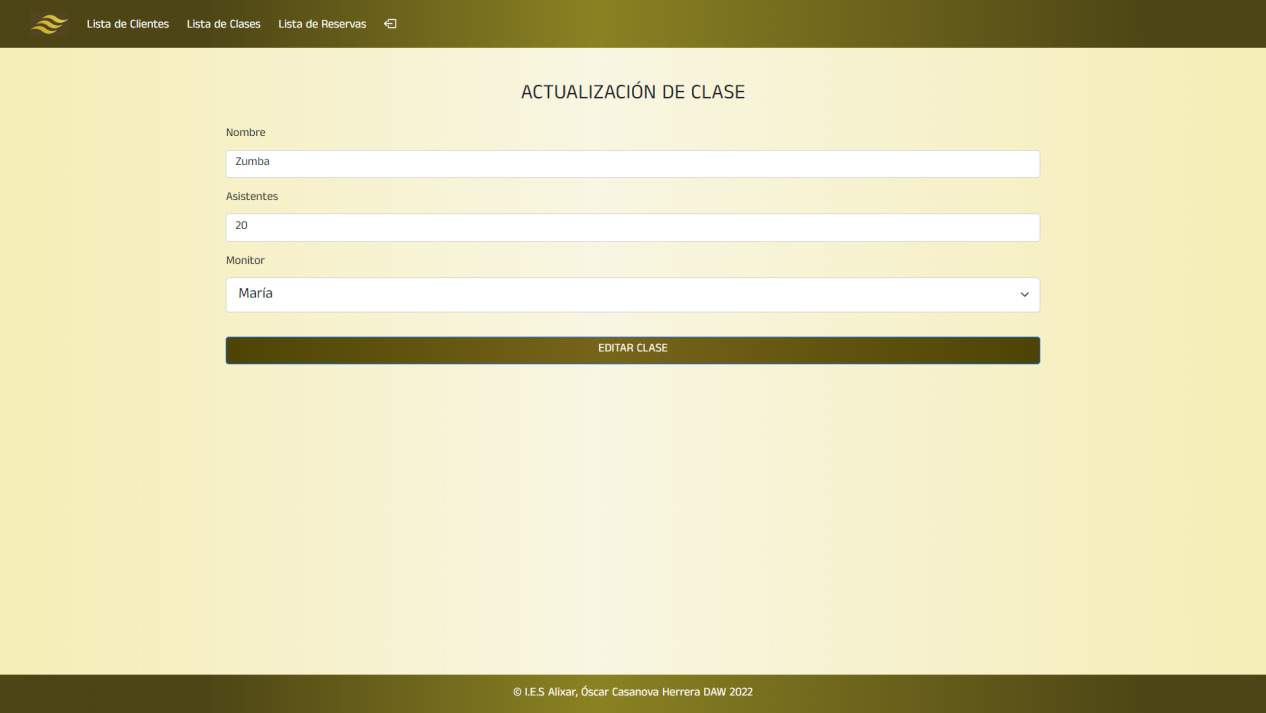 Lista de Clientes Lista de Clases Lista de Reservas
ACTUALIZACIÓN DE CLASE
Nombre
Zumba
Asistentes
20
Monitor
María
EDITAR CLASE
© I.E.S Alixar, Óscar Casanova Herrera DAW 2022